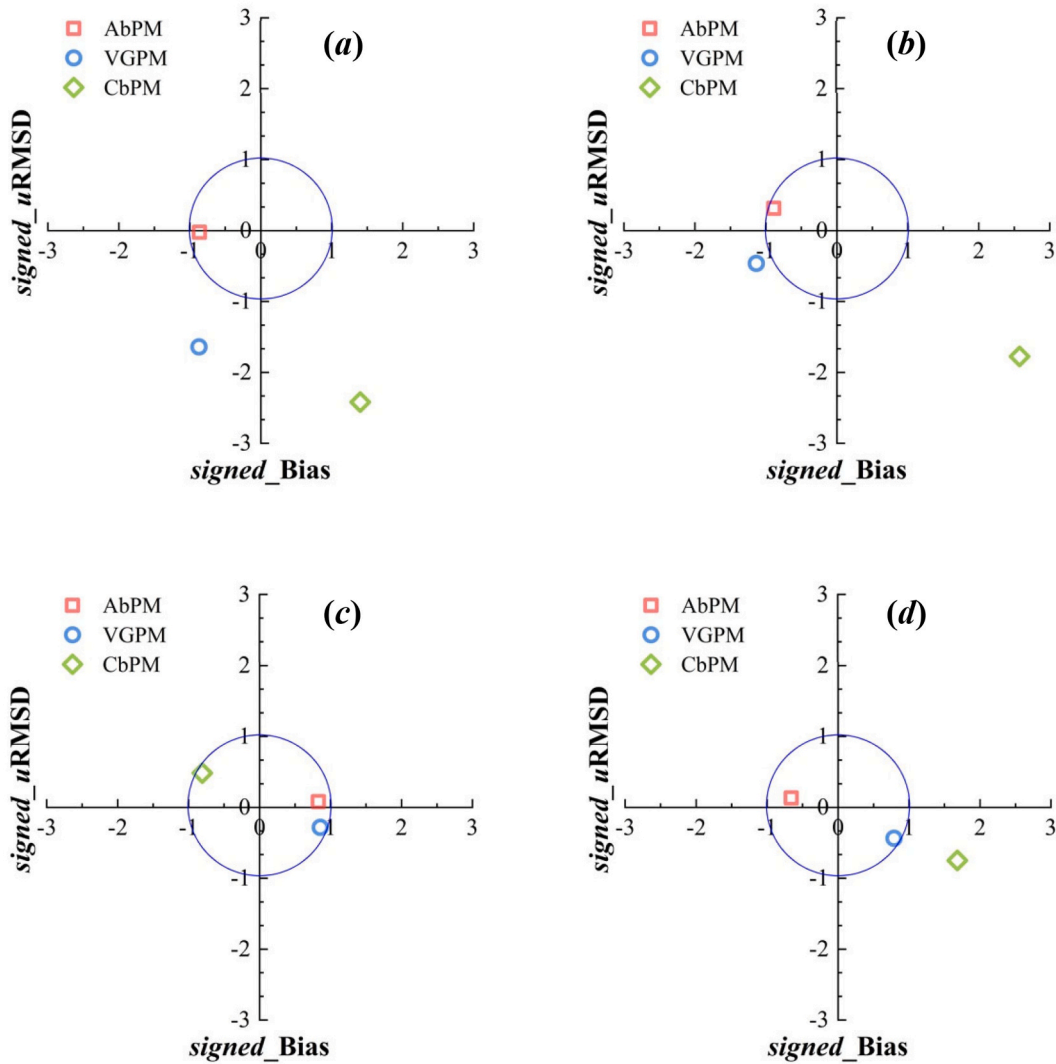 AbPM
VGPM
CbPM
(a)
3
2
1
0
-1
-2
-3
-3 -2 -1 0 1 2 3
signed_uRMSD
signed_Bias
AbPM
VGPM
CbPM
(b)
3
2
1
0
-1
-2
-3
-3 -2 -1 0 1 2 3
signed_uRMSD
signed_Bias
AbPM
VGPM
CbPM
(c)
3
2
1
0
-1
-2
-3
-3 -2 -1 0 1 2 3
signed_uRMSD
signed_Bias
AbPM
VGPM
CbPM
(d)
3
2
1
0
-1
-2
-3
-3 -2 -1 0 1 2 3
signed_uRMSD
signed_Bias